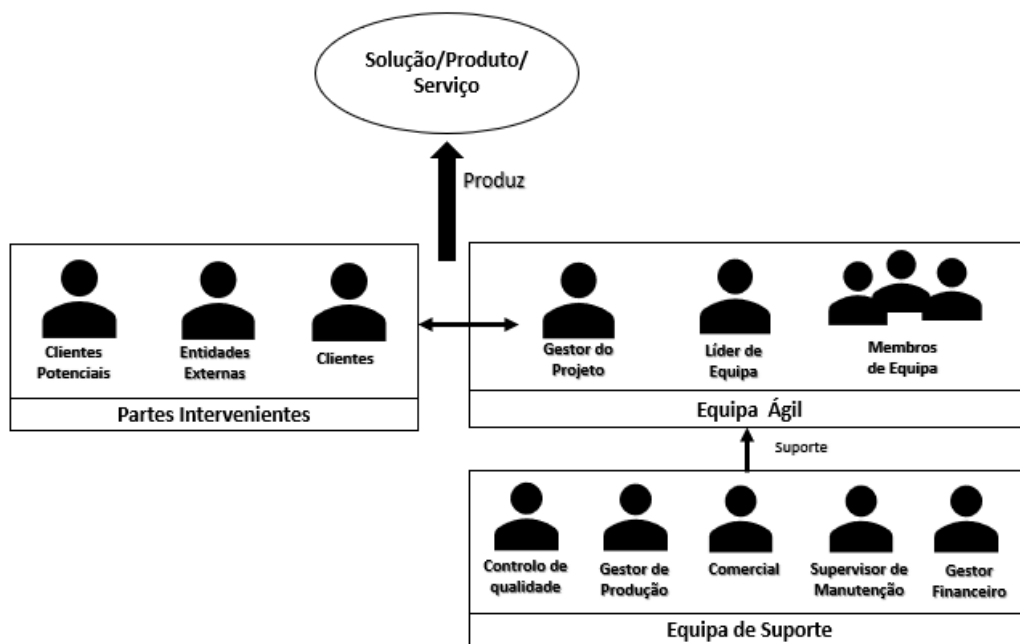 Solução/Produto/
Serviço
Produz
Clientes
Potenciais
Entidades
Externas
Clientes
Partes Intervenientes
Gestor do
Projeto
Líder de
Equipa
Membros
de Equipa
Equipa Ágil
Suporte
Controlo de
qualidade
Gestor de
Produção
Comercial
Supervisor de
Manutenção
Gestor
Financeiro
Equipa de Suporte